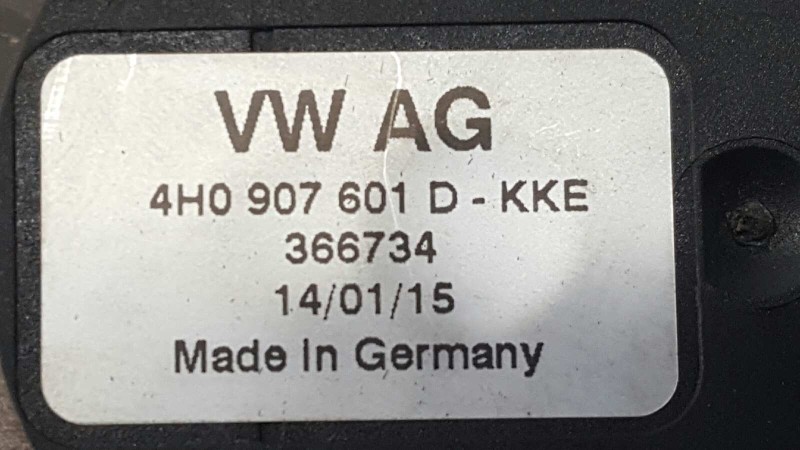 VW AG
4H0 907 601 D - KKE
366734
14/01/15
Made In Germany